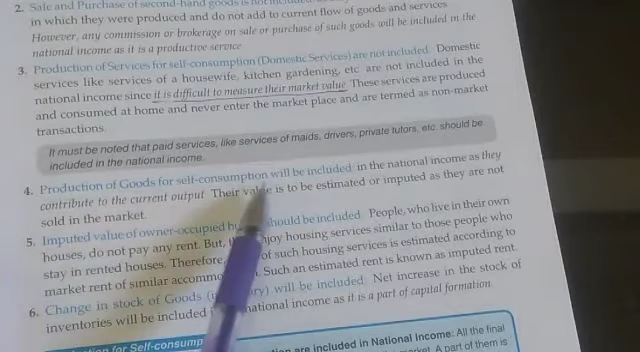 2. Sale and Purchase of second-hand goods is not
in which they were produced and do not add to current flow of goods and services
However, any commission or brokerage on sale or purchase of such goods will be included in the
national income as it is a productive service
3. Production of Services for self-consumption (Domestic Services) are not included: Domestic
services like services of a housewife, kitchen gardening, etc are not included in the
national income since it is difficult to measure their market value These services are produced
and consumed at home and never enter the market place and are termed as non-market
transactions.
It must be noted that paid services, like services of maids, drivers, private tutors, etc. should be
included in the national income.
4. Production of Goods for self-consumption will be included in the national income as they
contribute to the current output Their value is to be estimated or imputed as they are not
sold in the market.
5. Imputed value of owner-occupied should be included. People, who live in their own
houses, do not pay any rent. But, enjoy housing services similar to those people who
stay in rented houses. Therefore, of such housing services is estimated according to
market rent of similar Such an estimated rent is known as imputed rent.
6. Change in stock of Goods will be included: Net increase in the stock of
inventories will be included national income as it is a part of capital formation.
for Self-consump are included in National Income: All the final
A part of them is